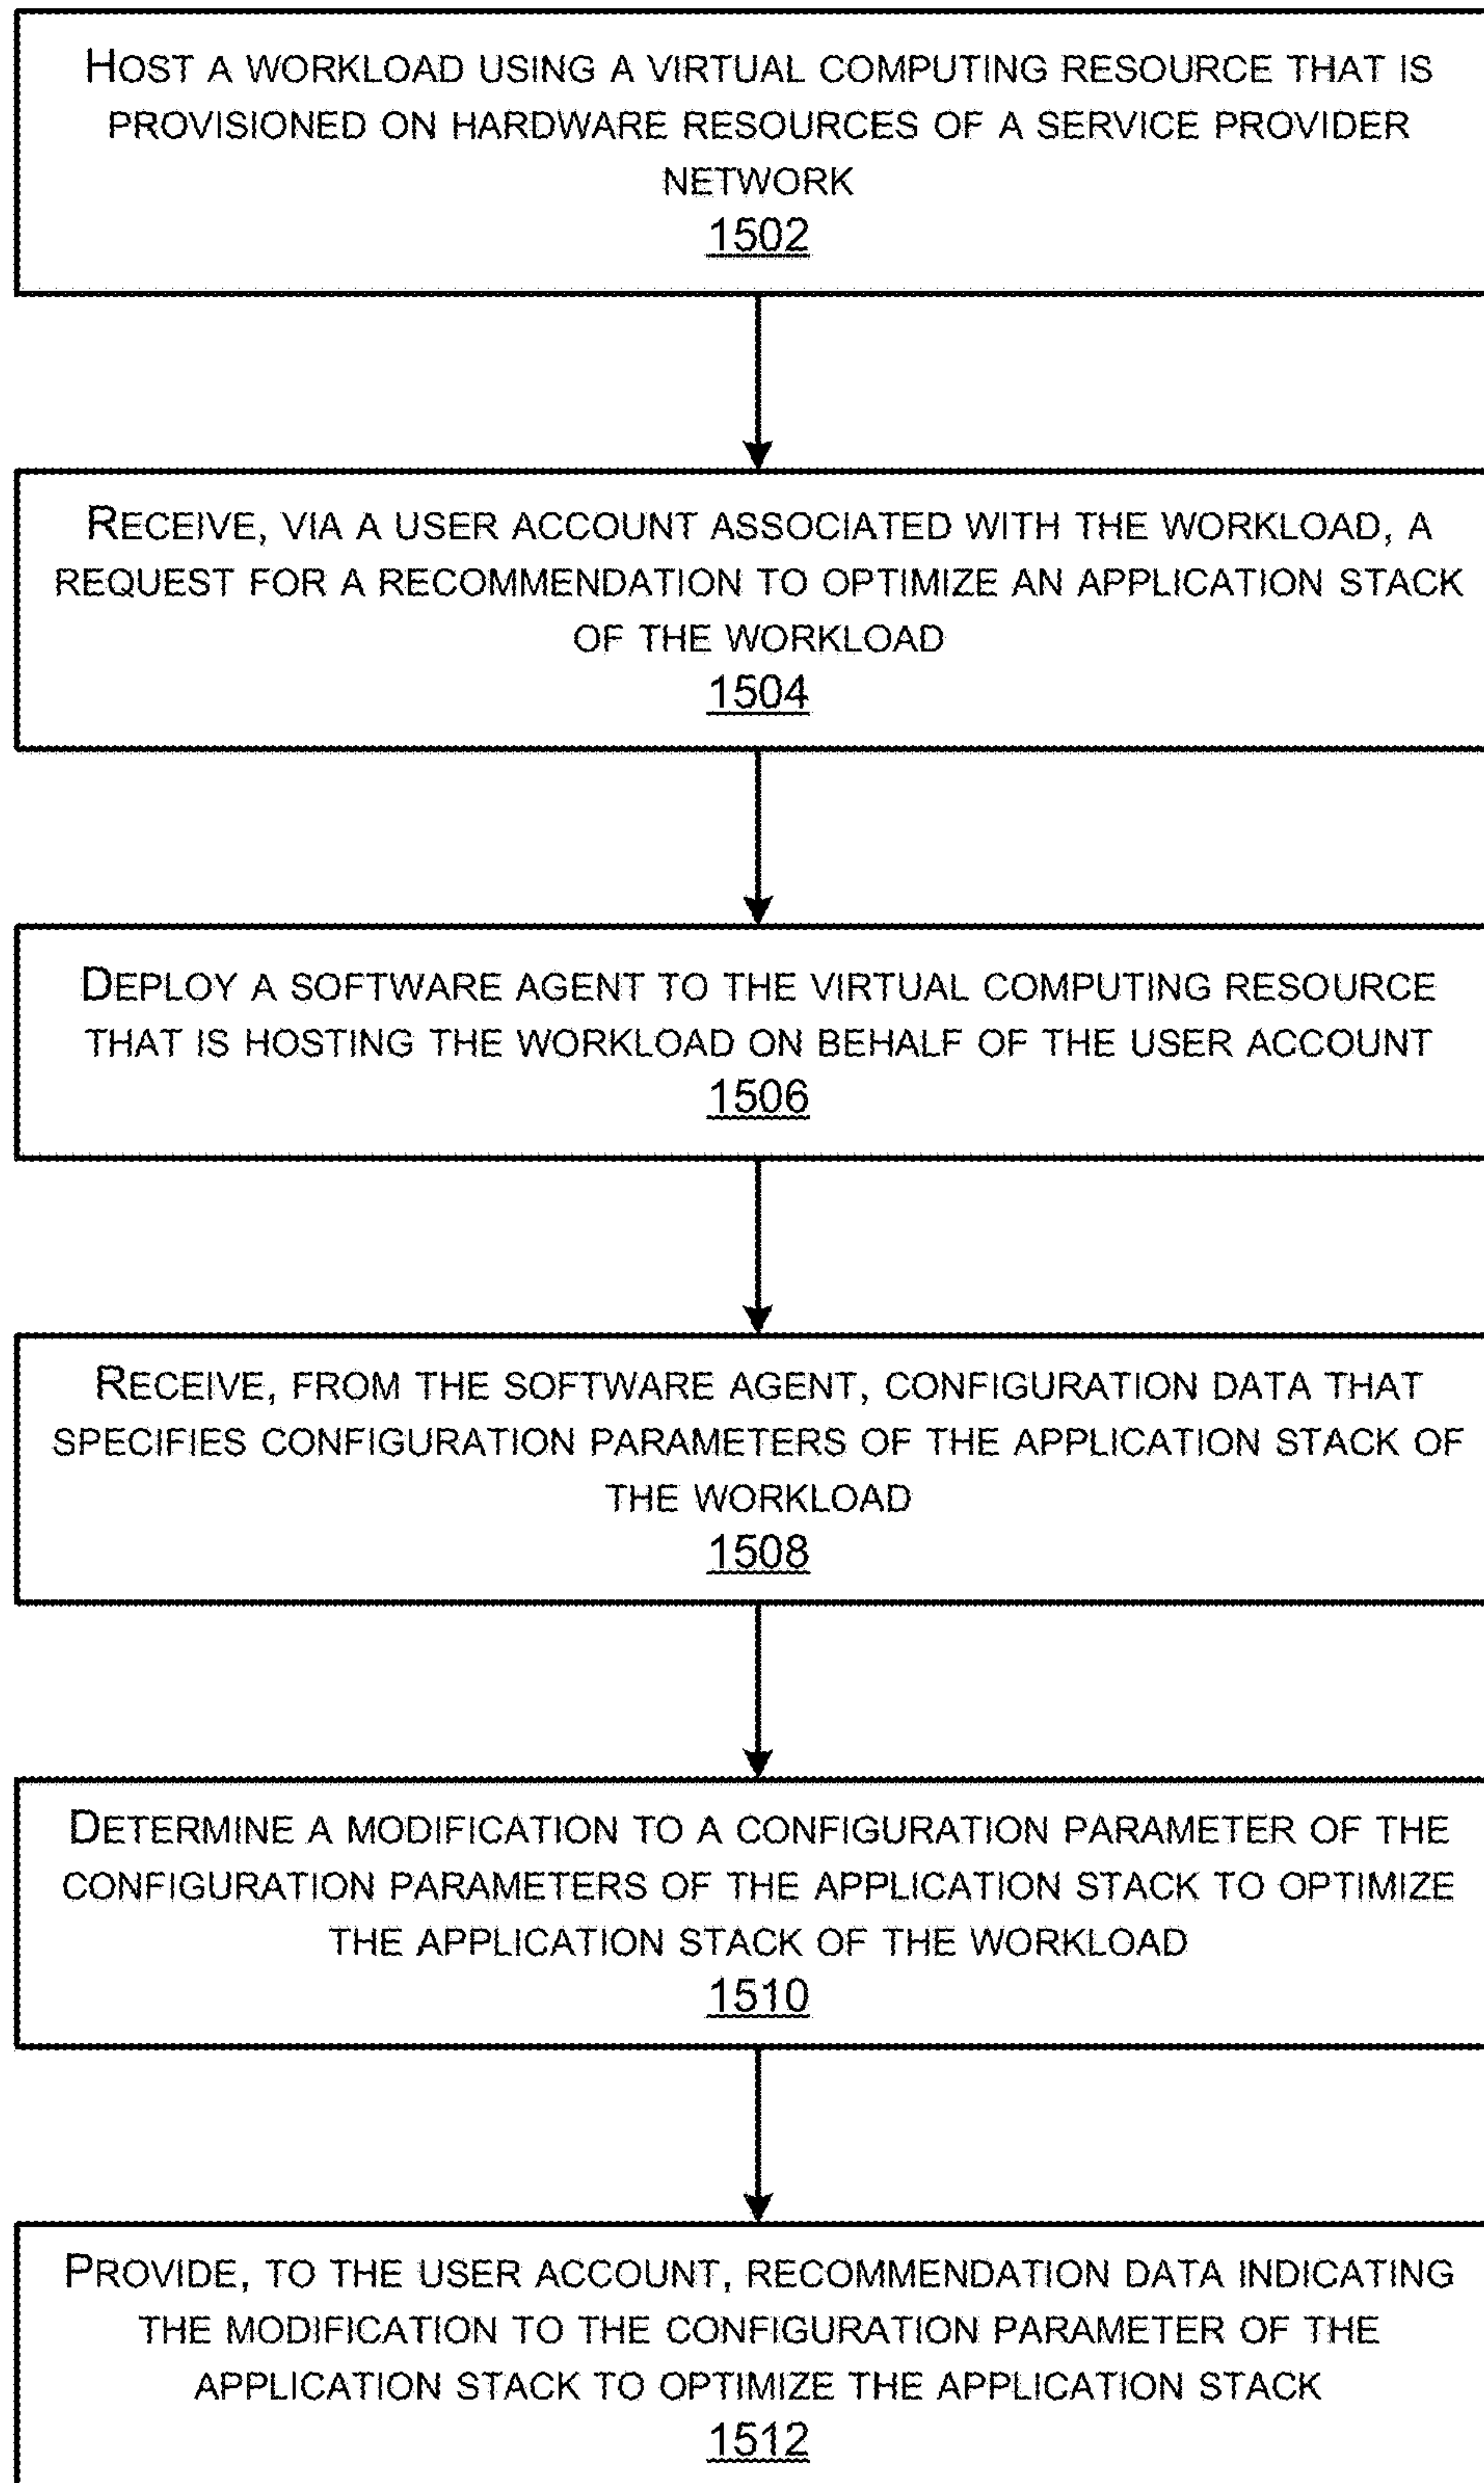 HOST A WORKLOAD USING A VIRTUAL COMPUTING RESOURCE THAT IS
PROVISIONED ON HARDWARE RESOURCES OF A SERVICE PROVIDER
NETWORK
1502
RECEIVE, VIA A USER ACCOUNT ASSOCIATED WITH THE WORKLOAD, A
REQUEST FOR A RECOMMENDATION TO OPTIMIZE AN APPLICATION STACK
OF THE WORKLOAD
1504
DEPLOY A SOFTWARE AGENT TO THE VIRTUAL COMPUTING RESOURCE
THAT IS HOSTING THE WORKLOAD ON BEHALF OF THE USER ACCOUNT
1506
RECEIVE, FROM THE SOFTWARE AGENT, CONFIGURATION DATA THAT
SPECIFIES CONFIGURATION PARAMETERS OF THE APPLICATION STACK OF
THE WORKLOAD
1508
DETERMINE A MODIFICATION TO A CONFIGURATION PARAMETER OF THE
CONFIGURATION PARAMETERS OF THE APPLICATION STACK TO OPTIMIZE
THE APPLICATION STACK OF THE WORKLOAD
1510
PROVIDE, TO THE USER ACCOUNT, RECOMMENDATION DATA INDICATING
THE MODIFICATION TO THE CONFIGURATION PARAMETER OF THE
APPLICATION STACK TO OPTIMIZE THE APPLICATION STACK
1512